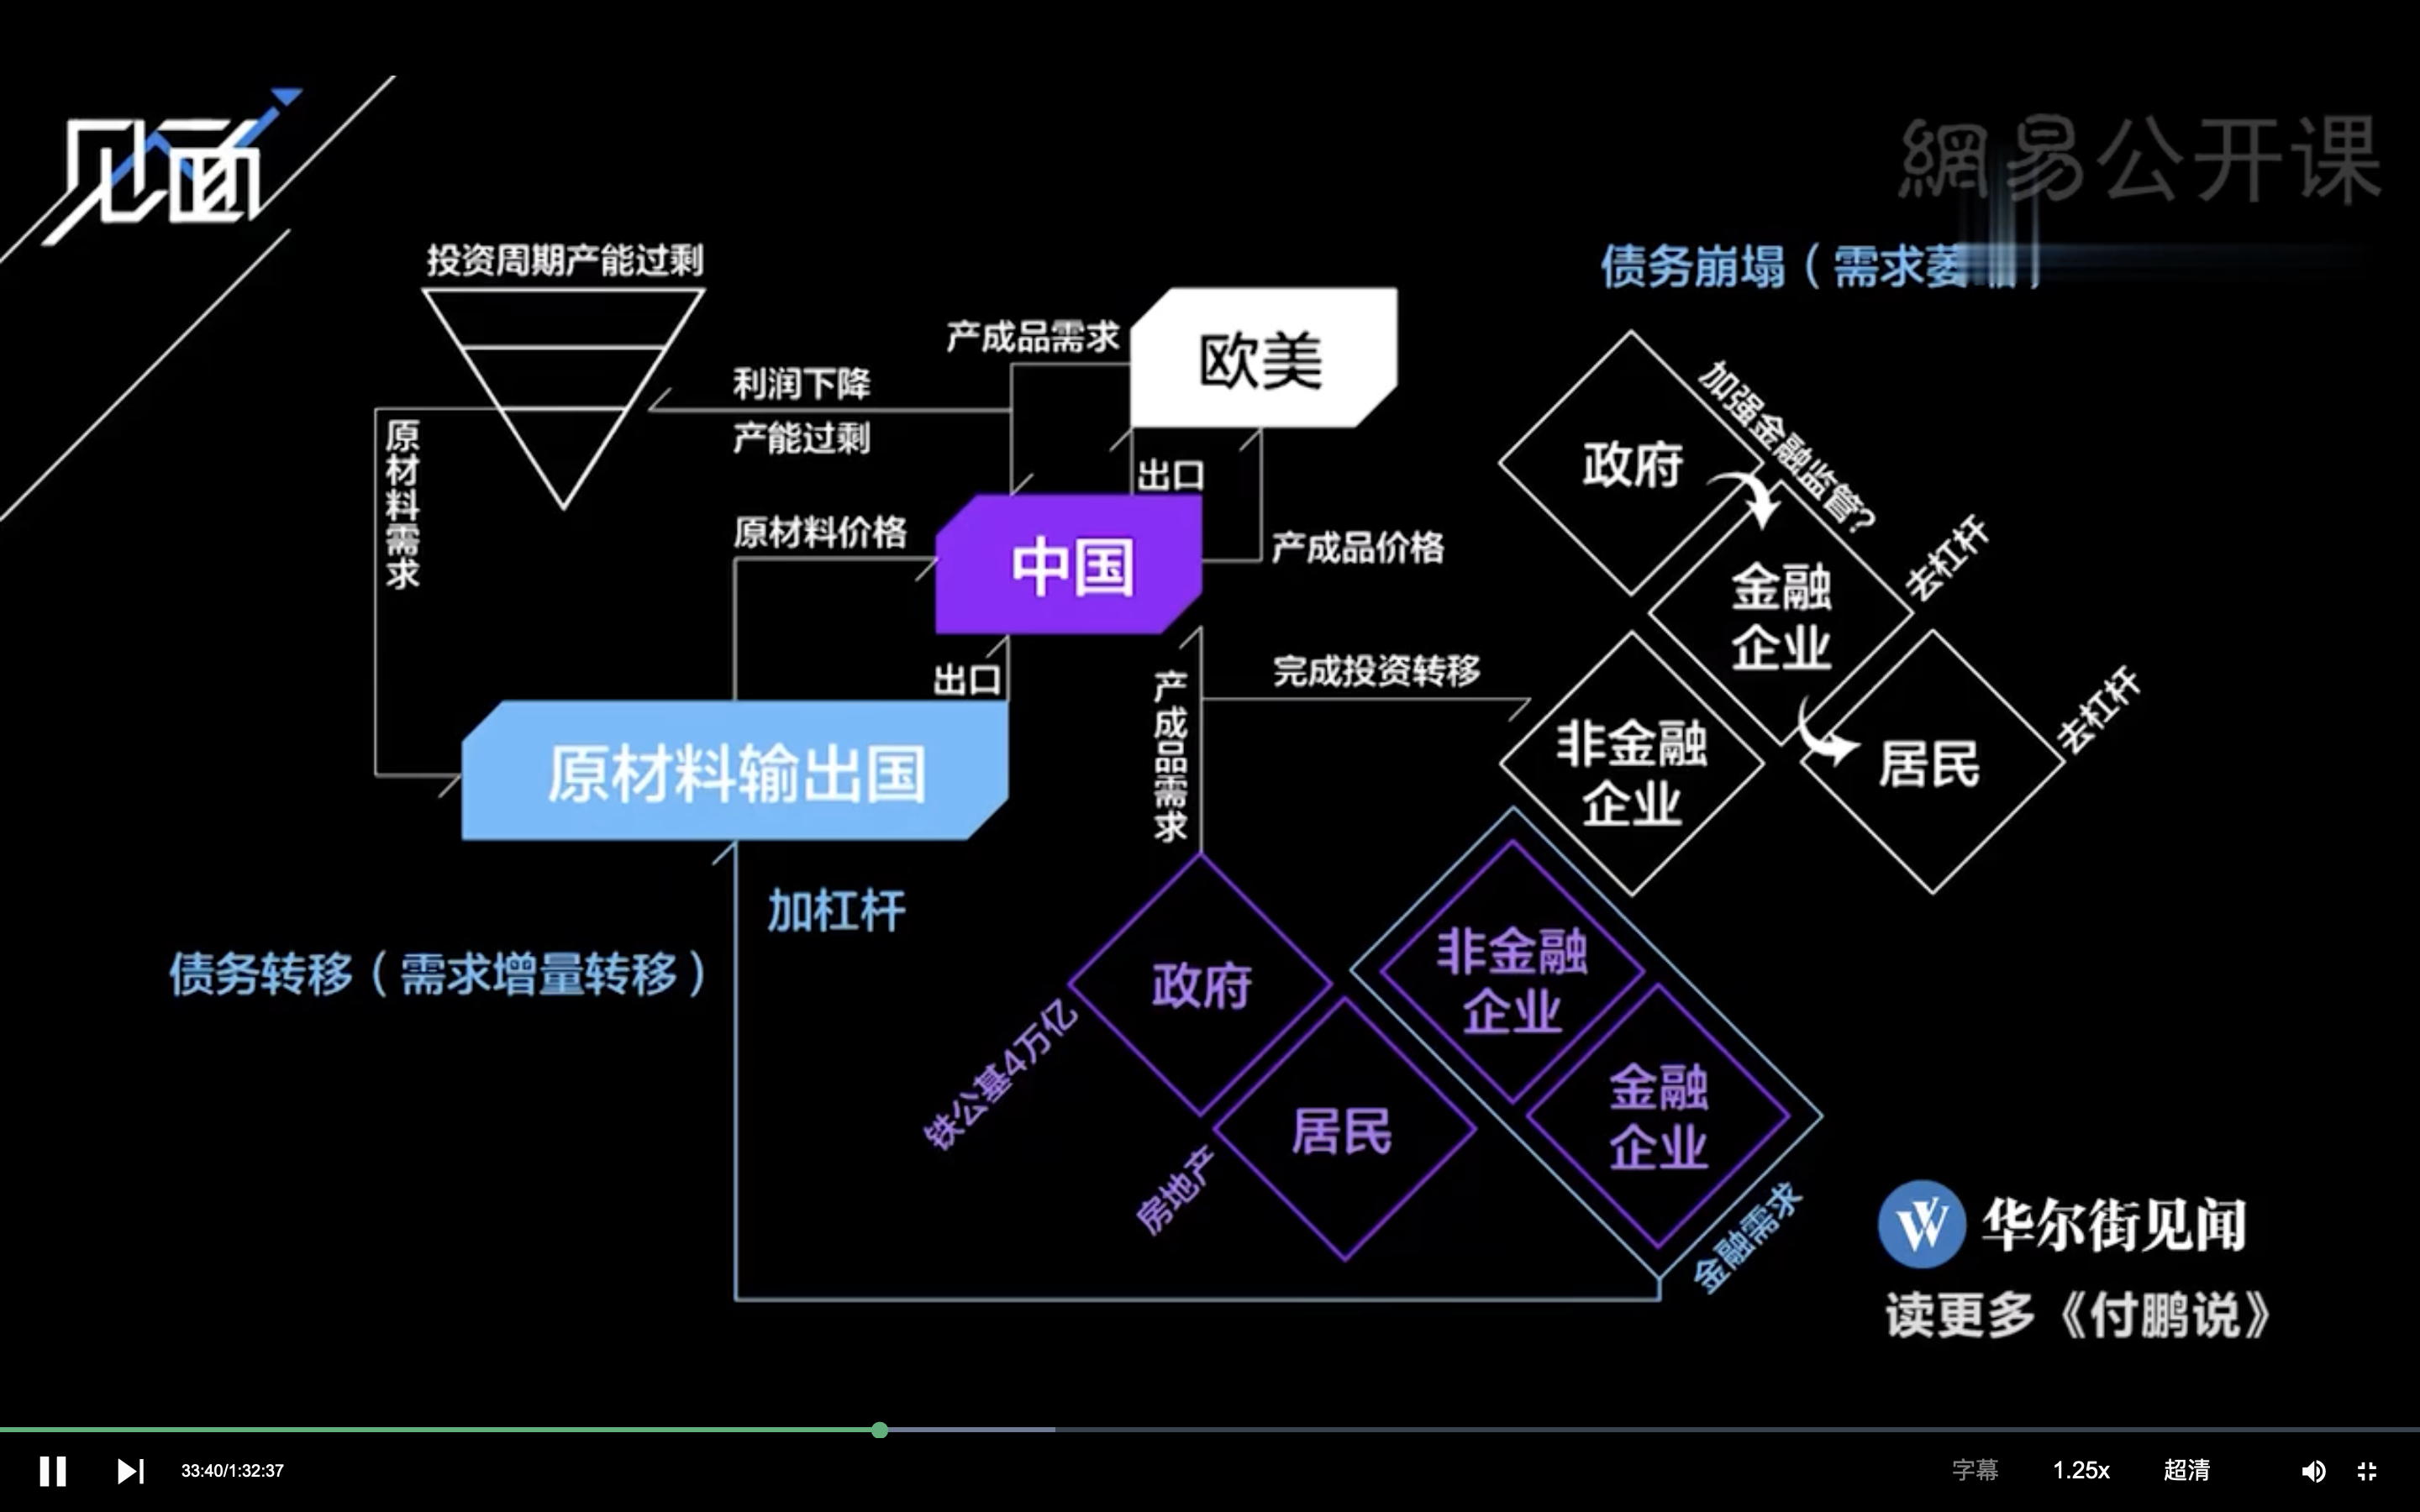 见面
網易公开课
投资周期产能过剩
债务崩塌（需求萎
产成品需求
欧美
加强金融监管？
利润下降
产能过剩
原材料需求
政府
出口
原材料价格
中国
产成品价格
去杠杆
金融
企业
出口
完成投资转移
产成品需求
去杠杆
原材料输出国
非金融
企业
居民
加杠杆
债务转移（需求增量转移）
政府
非金融
企业
铁公基4万亿
居民
金融
企业
房地产
金融需求
W 华尔街见闻
读更多《付鹏说》
33:40/1:32:37
字幕
1.25x
超清